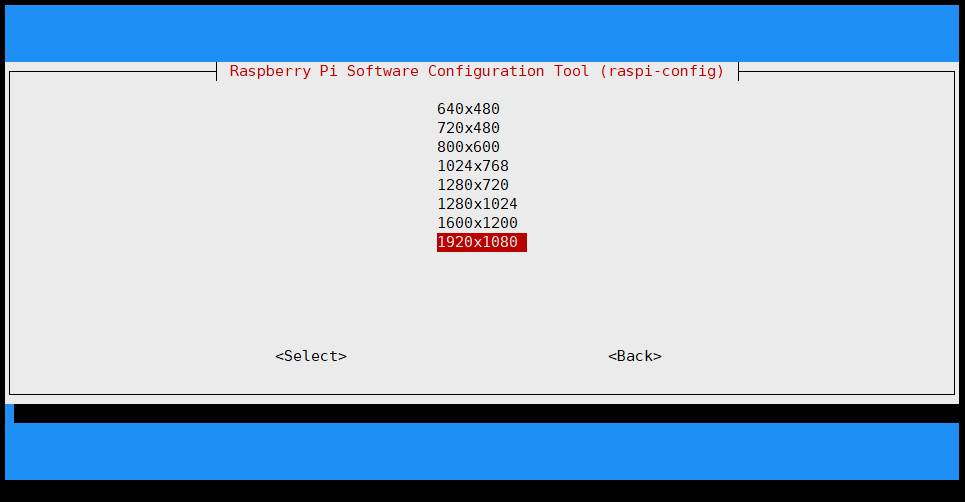 Raspberry Pi Software Configuration Tool (raspi-config)
640x480
720x480
800x600
1024x768
1280x720
1280x1024
1600x1200
1920x1080
<Select> <Back>